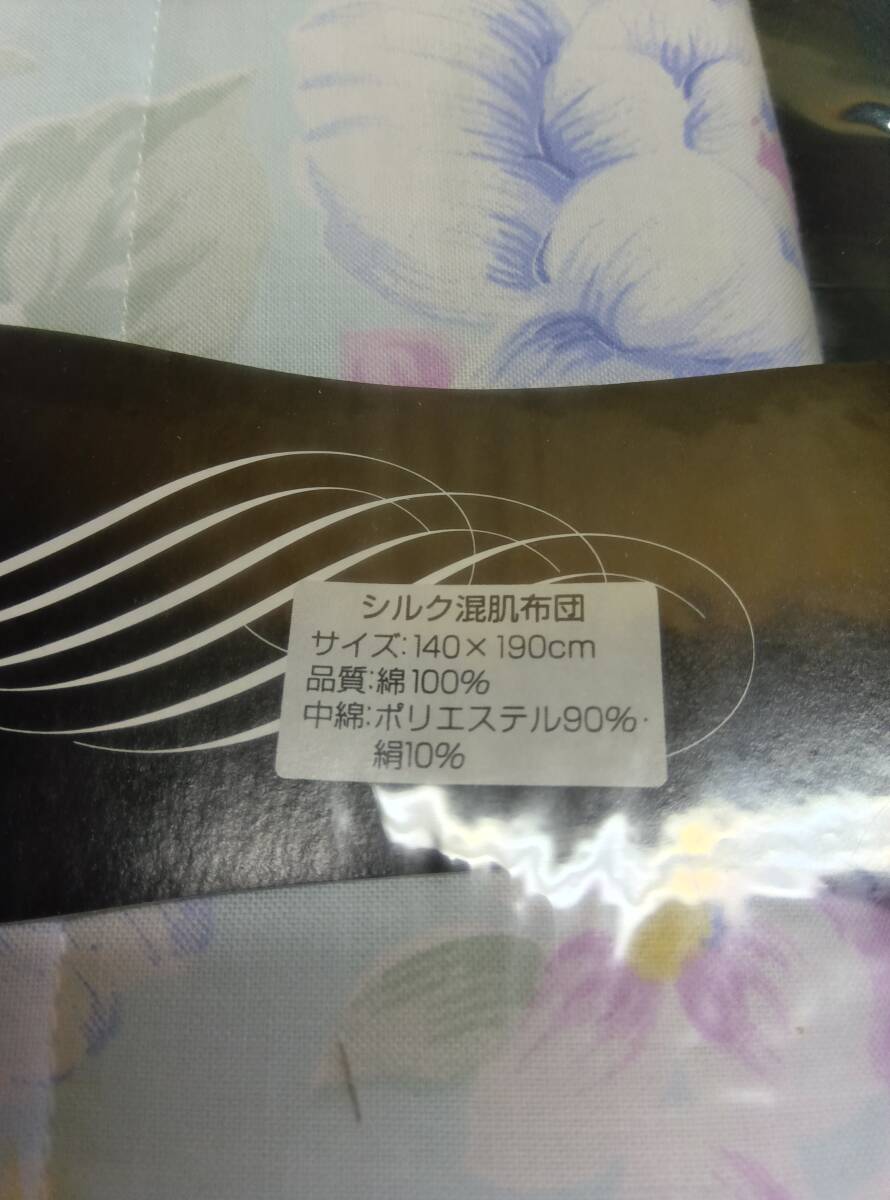 シルク混肌布団
サイズ:140×190cm
品質:綿100%
中綿:ポリエステル90%・
絹10%